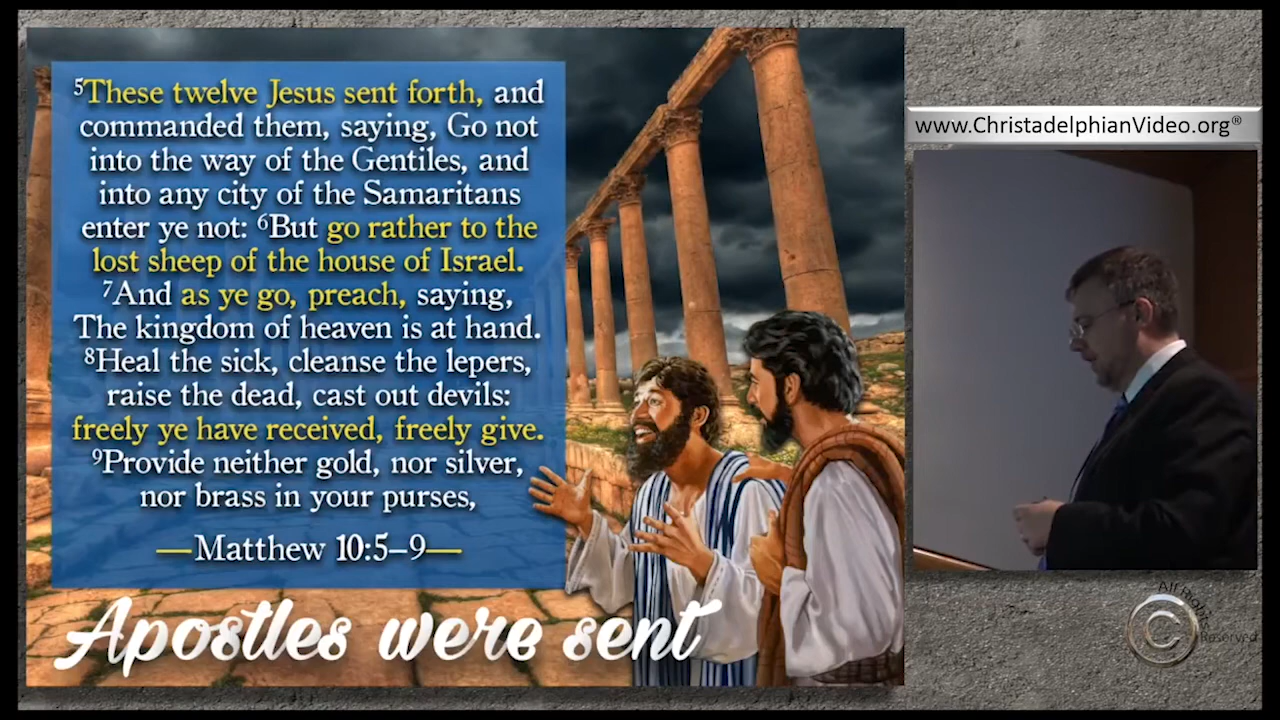 ⁵These twelve Jesus sent forth, and
commanded them, saying, Go not
into the way of the Gentiles, and
into any city of the Samaritans
enter ye not: ⁶But go rather to the
lost sheep of the house of Israel.
⁷And as ye go, preach, saying,
The kingdom of heaven is at hand.
⁸Heal the sick, cleanse the lepers,
raise the dead, cast out devils:
freely ye have received, freely give.
⁹Provide neither gold, nor silver,
nor brass in your purses,
—Matthew 10:5–9—
Apostles were sent
www.ChristadelphianVideo.org®
All Rights
Reserved
©